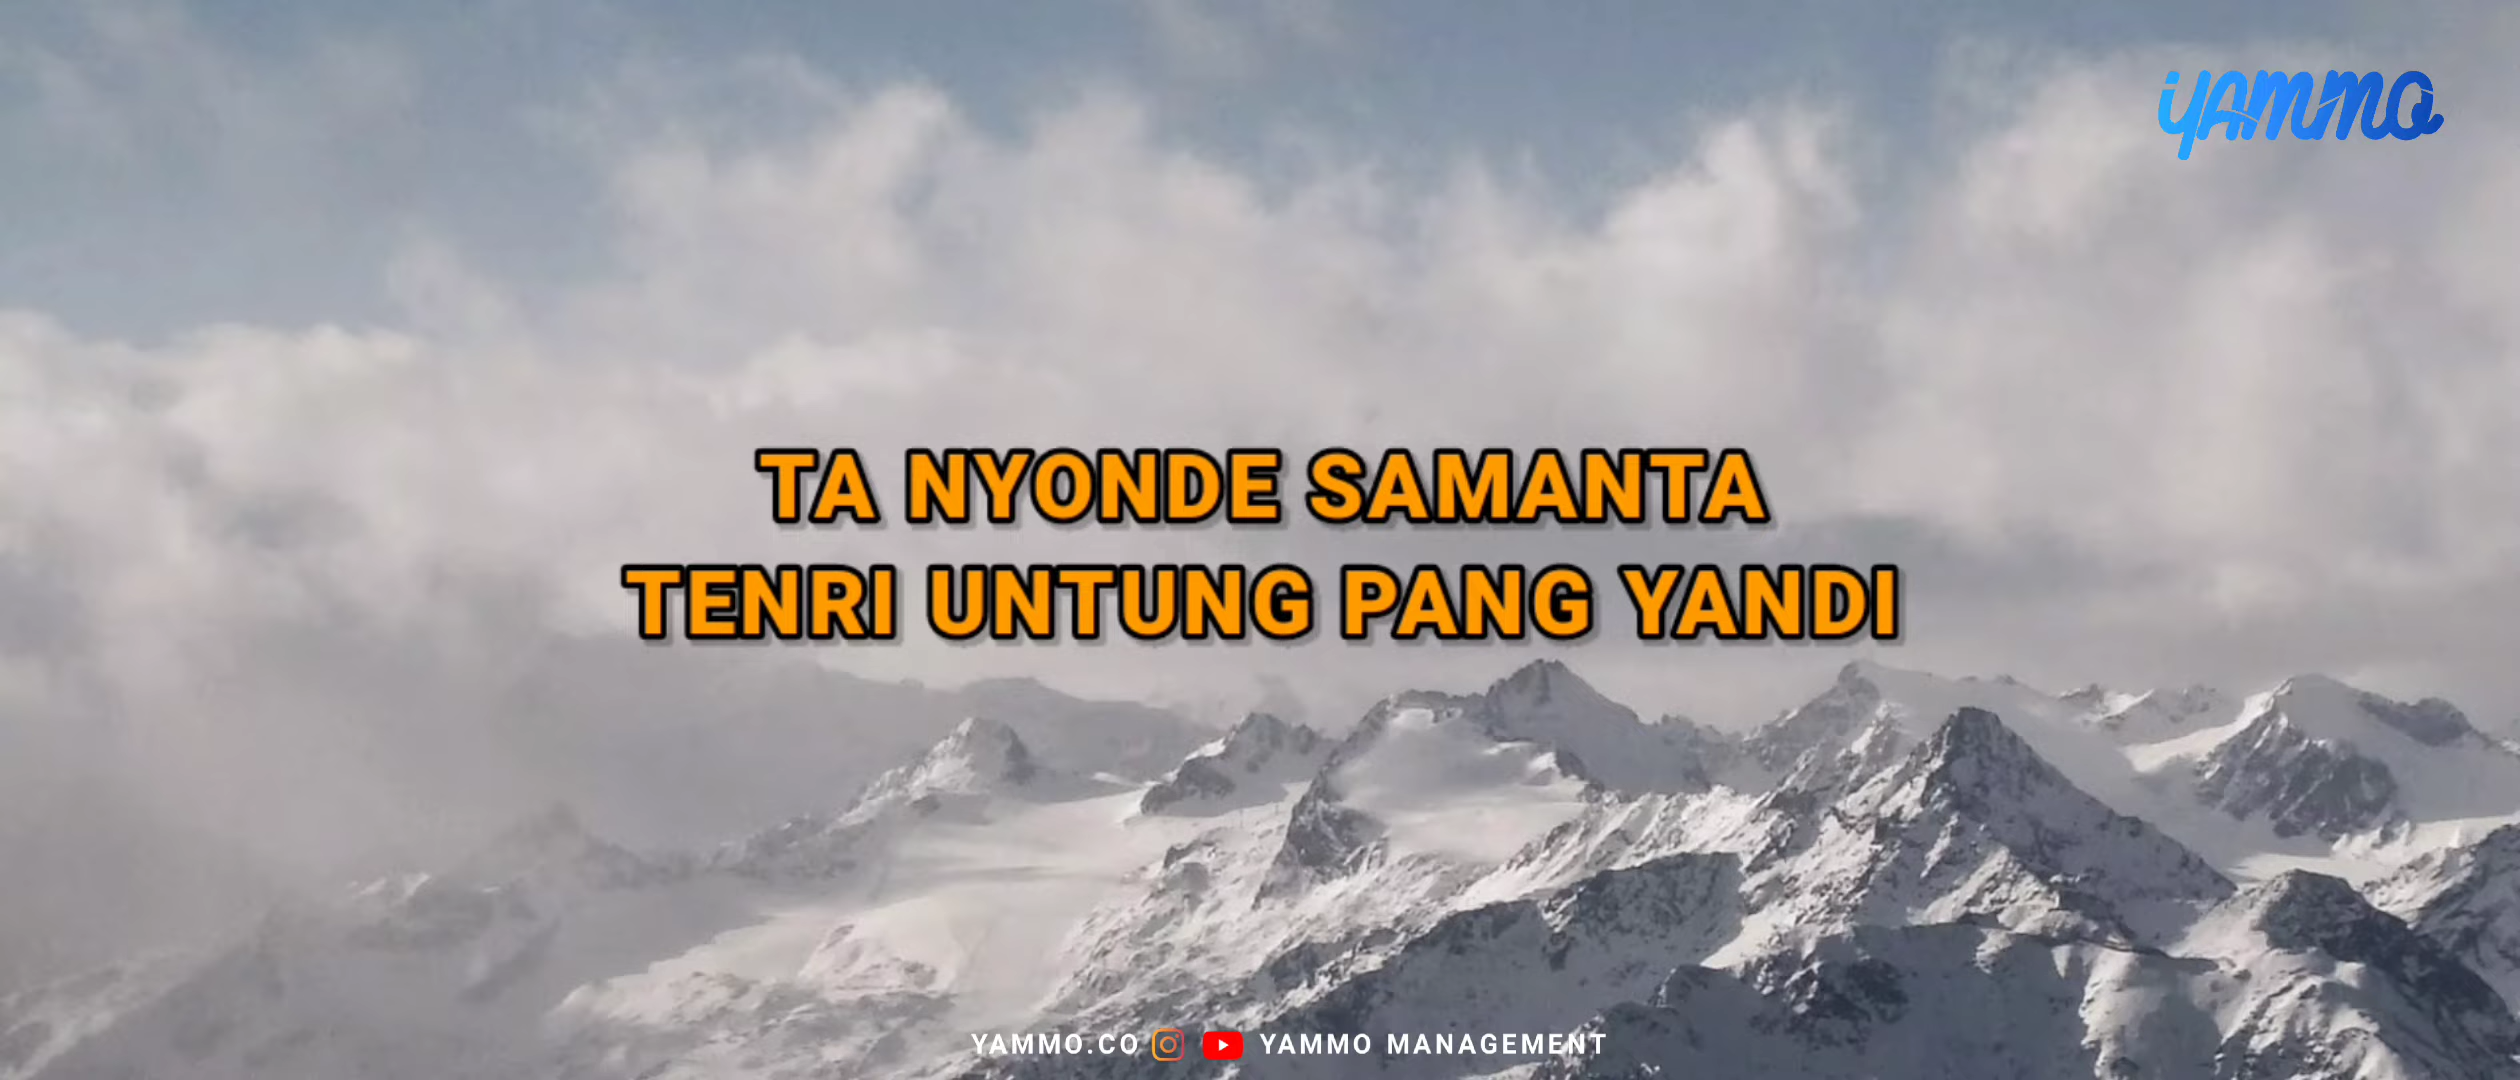 yammo
TA NYONDE SAMANTA
TENRI UNTUNG PANG YANDI
YAMMO.CO YAMMO MANAGEMENT